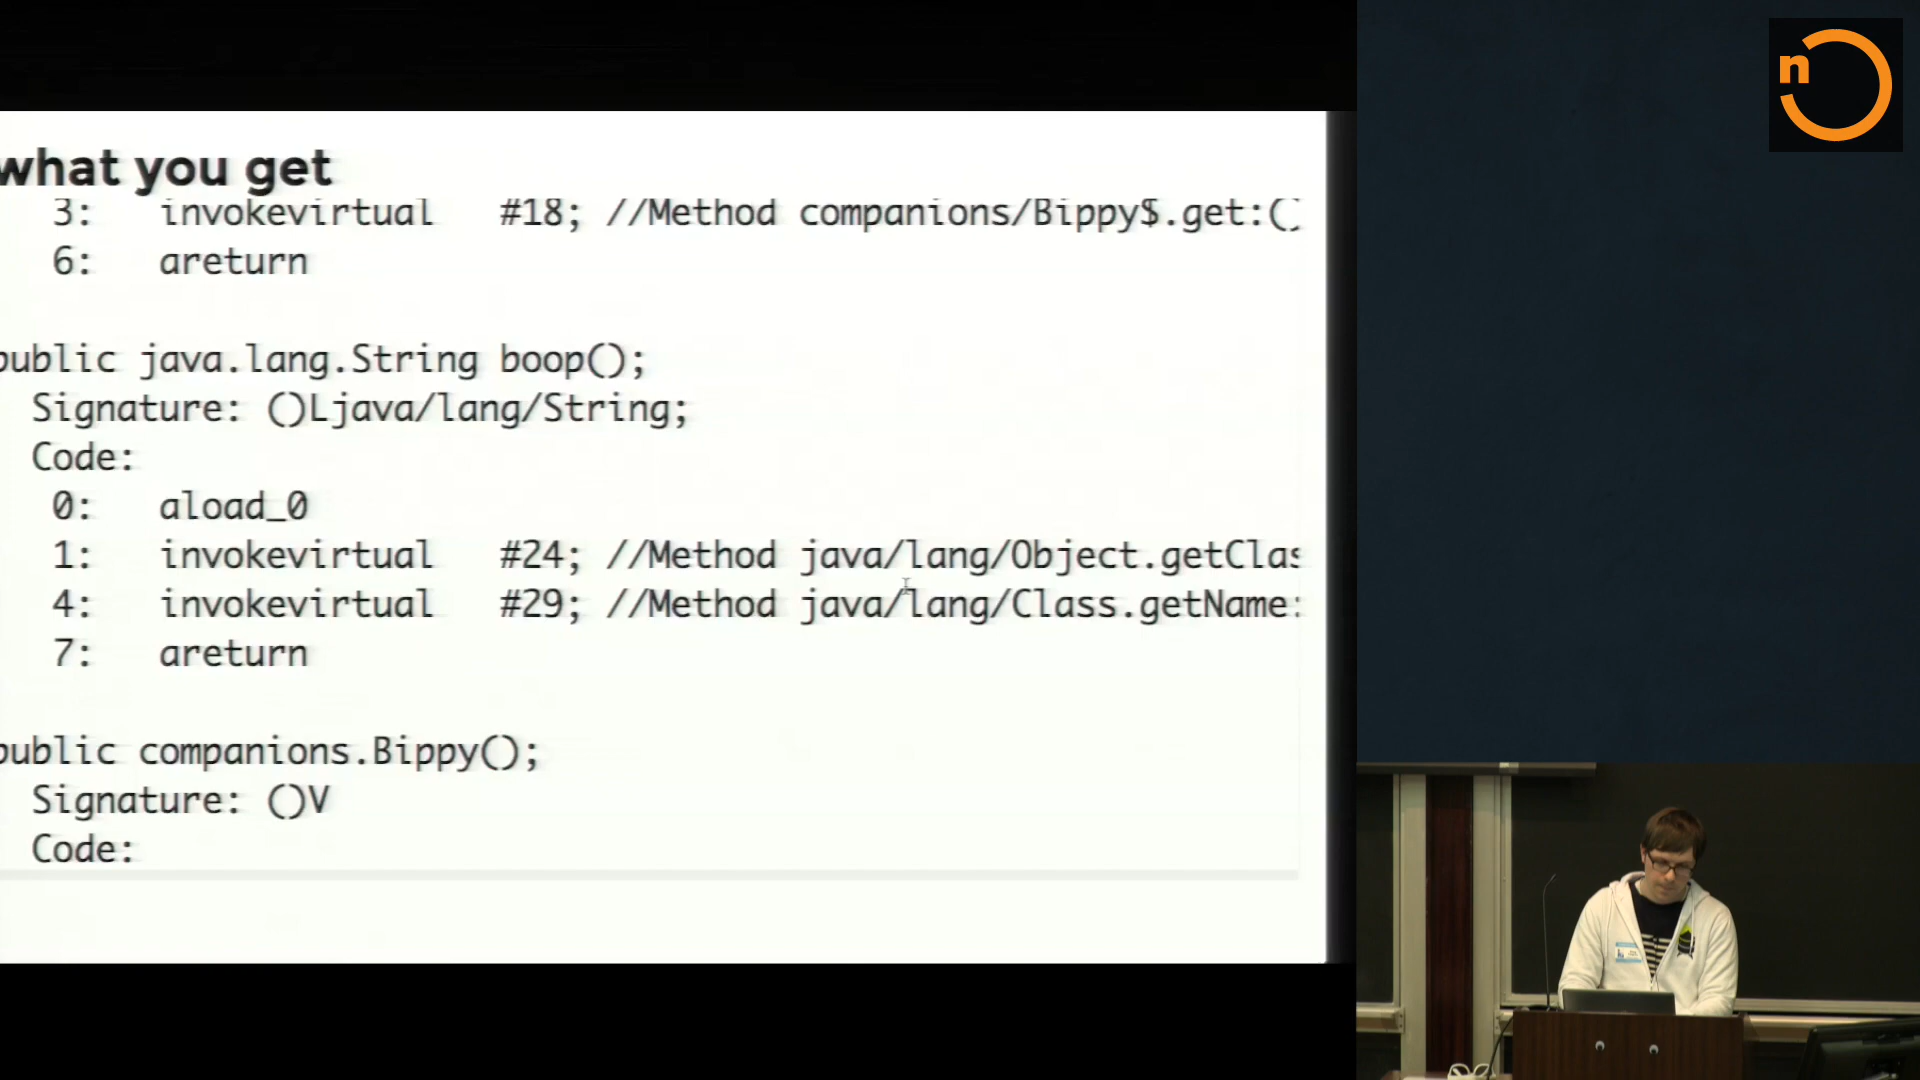 n
what you get
3: invokevirtual #18; //Method companions/Bippy$.get:()
6: areturn
public java.lang.String boop();
Signature: ()Ljava/lang/String;
Code:
0: aload_0
1: invokevirtual #24; //Method java/lang/Object.getClas
4: invokevirtual #29; //Method java/lang/Class.getName:
7: areturn
public companions.Bippy();
Signature: ()V
Code: